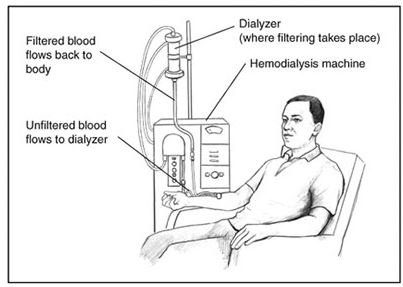 Filtered blood
flows back to
body
Dialyzer
(where filtering takes place)
Hemodialysis machine
Unfiltered blood
flows to dialyzer